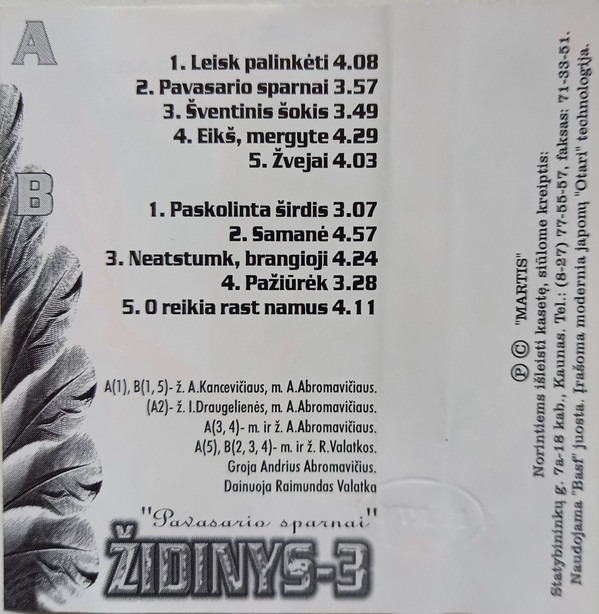 A
1. Leisk palinkėti 4.08
2. Pavasario sparnai 3.57
3. Šventinis šokis 3.49
4. Eikš, mergyte 4.29
5. Žvejai 4.03
B
1. Paskolinta širdis 3.07
2. Samanė 4.57
3. Neatstumk, brangioji 4.24
4. Pažiūrėk 3.28
5. O reikia rast namus 4.11
A(1), B(1, 5)- ž. A.Kancevičiaus, m. A.Abromavičiaus.
(A2)- ž. I.Draugelienės, m. A.Abromavičiaus.
A(3, 4)- m. ir ž. A.Abromavičiaus.
A(5), B(2, 3, 4)- m. ir ž. R.Valatkos.
Groja Andrius Abromavičius.
Dainuoja Raimundas Valatka
"Pavasario sparnai"
ŽIDINYS-3
Ⓟ © "MARTIS"
Norintiems išleisti kasetę, siūlome kreiptis:
Statybininkų g. 7a-18 kab., Kaunas. Tel.: (8-27) 77-55-57, faksas: 71-33-51.
Naudojama "Basf" juosta. Įrašoma modernia japonų "Otari" technologija.